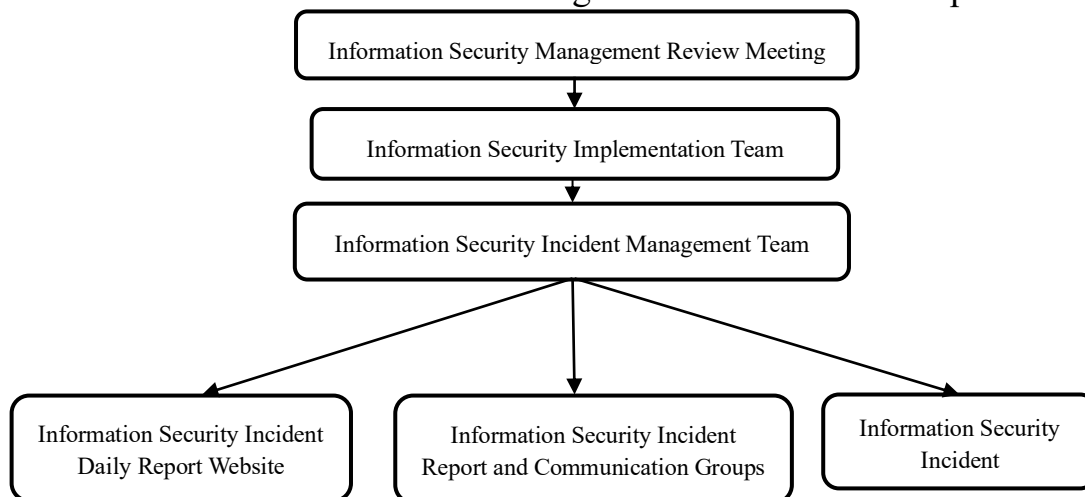 Information Security Management Review Meeting
Information Security Implementation Team
Information Security Incident Management Team
Information Security Incident
Daily Report Website
Information Security Incident
Report and Communication Groups
Information Security
Incident